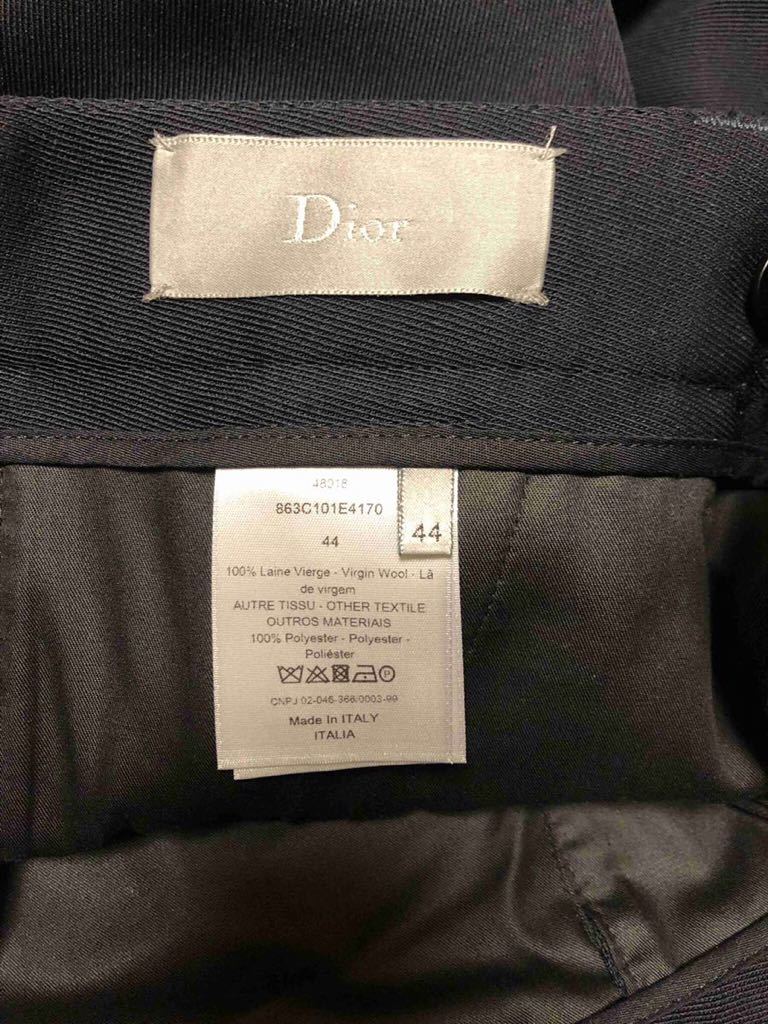 Dior
48018
863C101E4170
44
44
100% Laine Vierge - Virgin Wool - Lã
de virgem
AUTRE TISSU - OTHER TEXTILE
OUTROS MATERIAIS
100% Polyester - Polyester -
Poliéster
CNPJ 02-046-366/0003-99
Made In ITALY
ITALIA